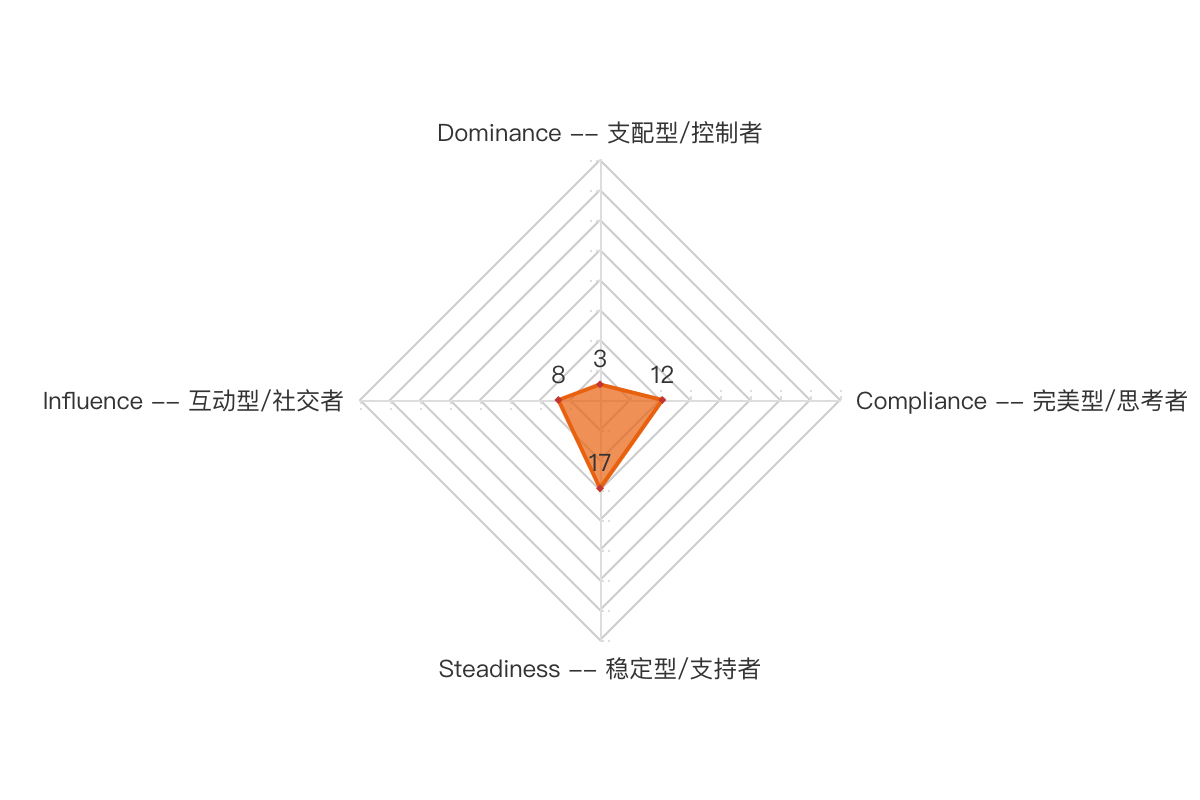 Dominance -- 支配型/控制者
3
8
12
Influence -- 互动型/社交者
Compliance -- 完美型/思考者
17
Steadiness -- 稳定型/支持者